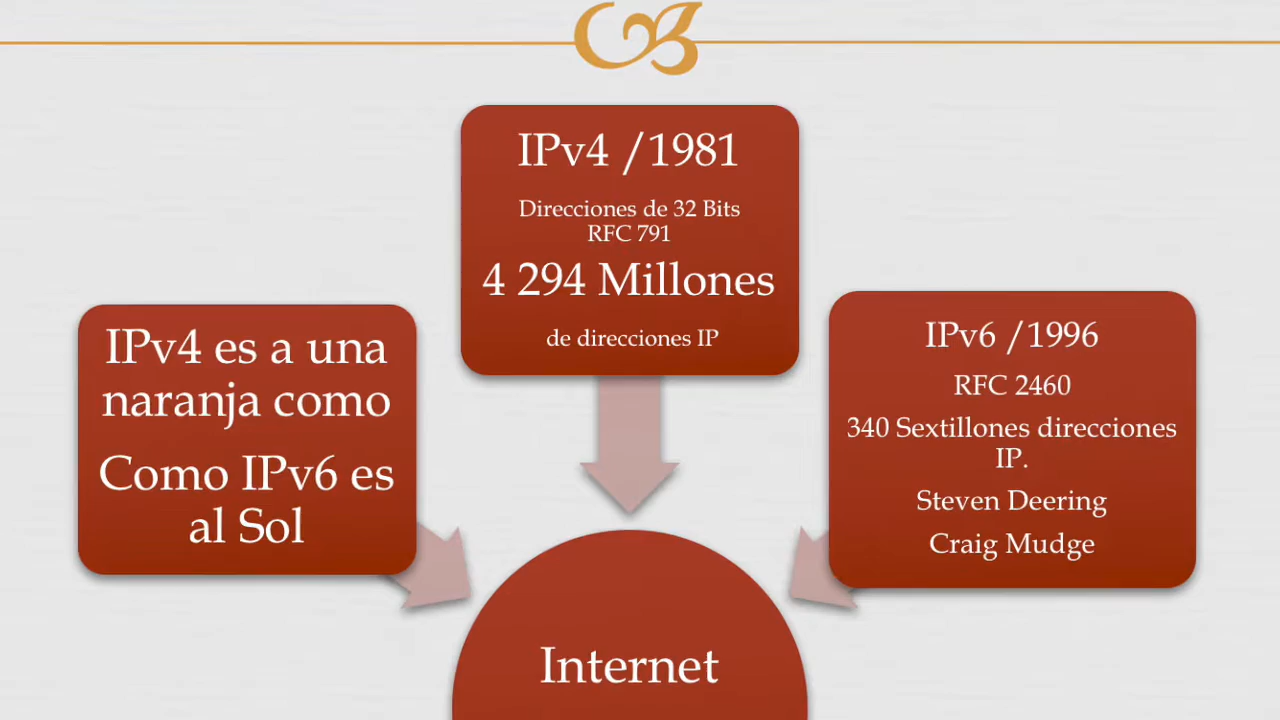 IPv4 /1981
Direcciones de 32 Bits
RFC 791
4 294 Millones
de direcciones IP
IPv4 es a una
naranja como
Como IPv6 es
al Sol
IPv6 /1996
RFC 2460
340 Sextillones direcciones
IP.
Steven Deering
Craig Mudge
Internet